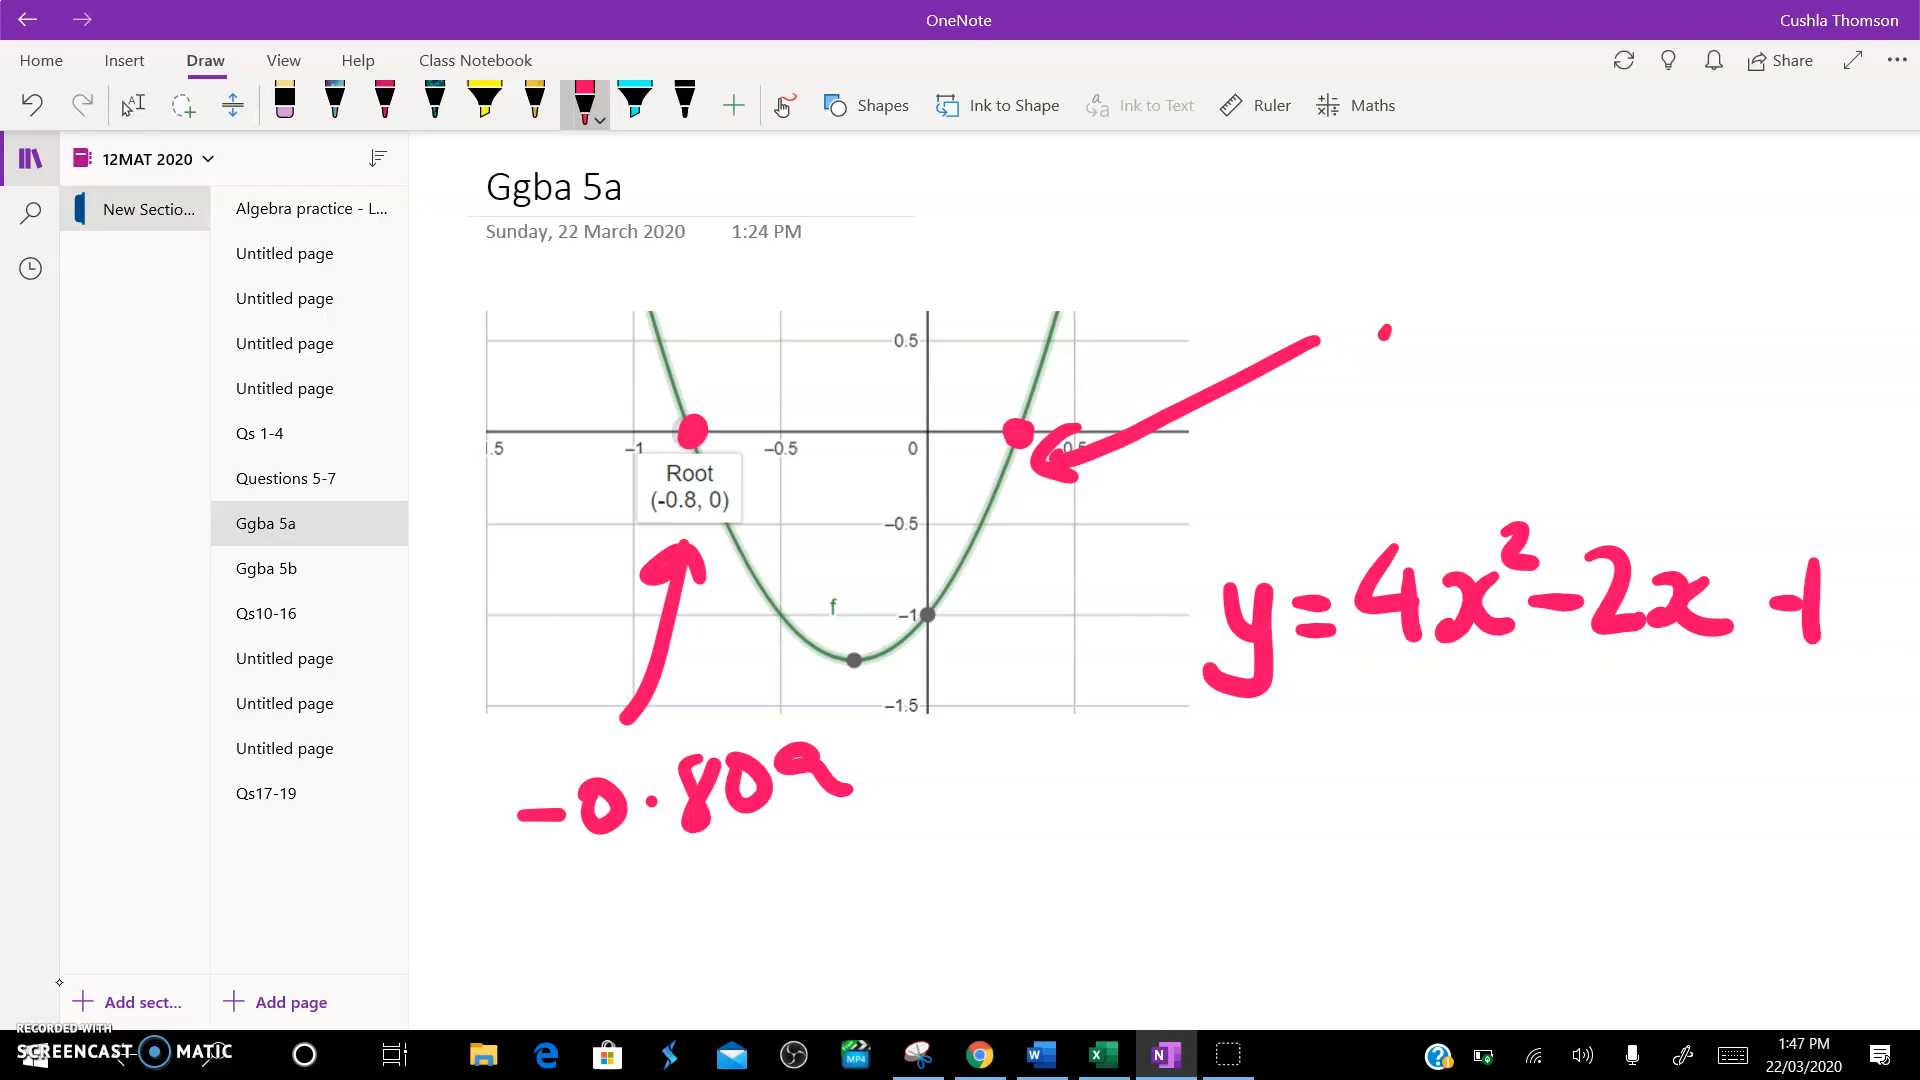 OneNote
Cushla Thomson
Home Insert Draw View Help Class Notebook
Share
Shapes Ink to Shape Ink to Text Ruler Maths
12MAT 2020
New Sectio...
Algebra practice - L...
Untitled page
Untitled page
Untitled page
Untitled page
Qs 1-4
Questions 5-7
Ggba 5a
Ggba 5b
Qs10-16
Untitled page
Untitled page
Untitled page
Qs17-19
Add sect...
Add page
Ggba 5a
Sunday, 22 March 2020 1:24 PM
0.5
.5 −1 −0.5 0 0.5
Root
(-0.8, 0)
−0.5
f
−1
−1.5
y=4x²-2x-1
-0.809
RECORDED WITH
SCREENCAST MATIC
MP4
1:47 PM
22/03/2020